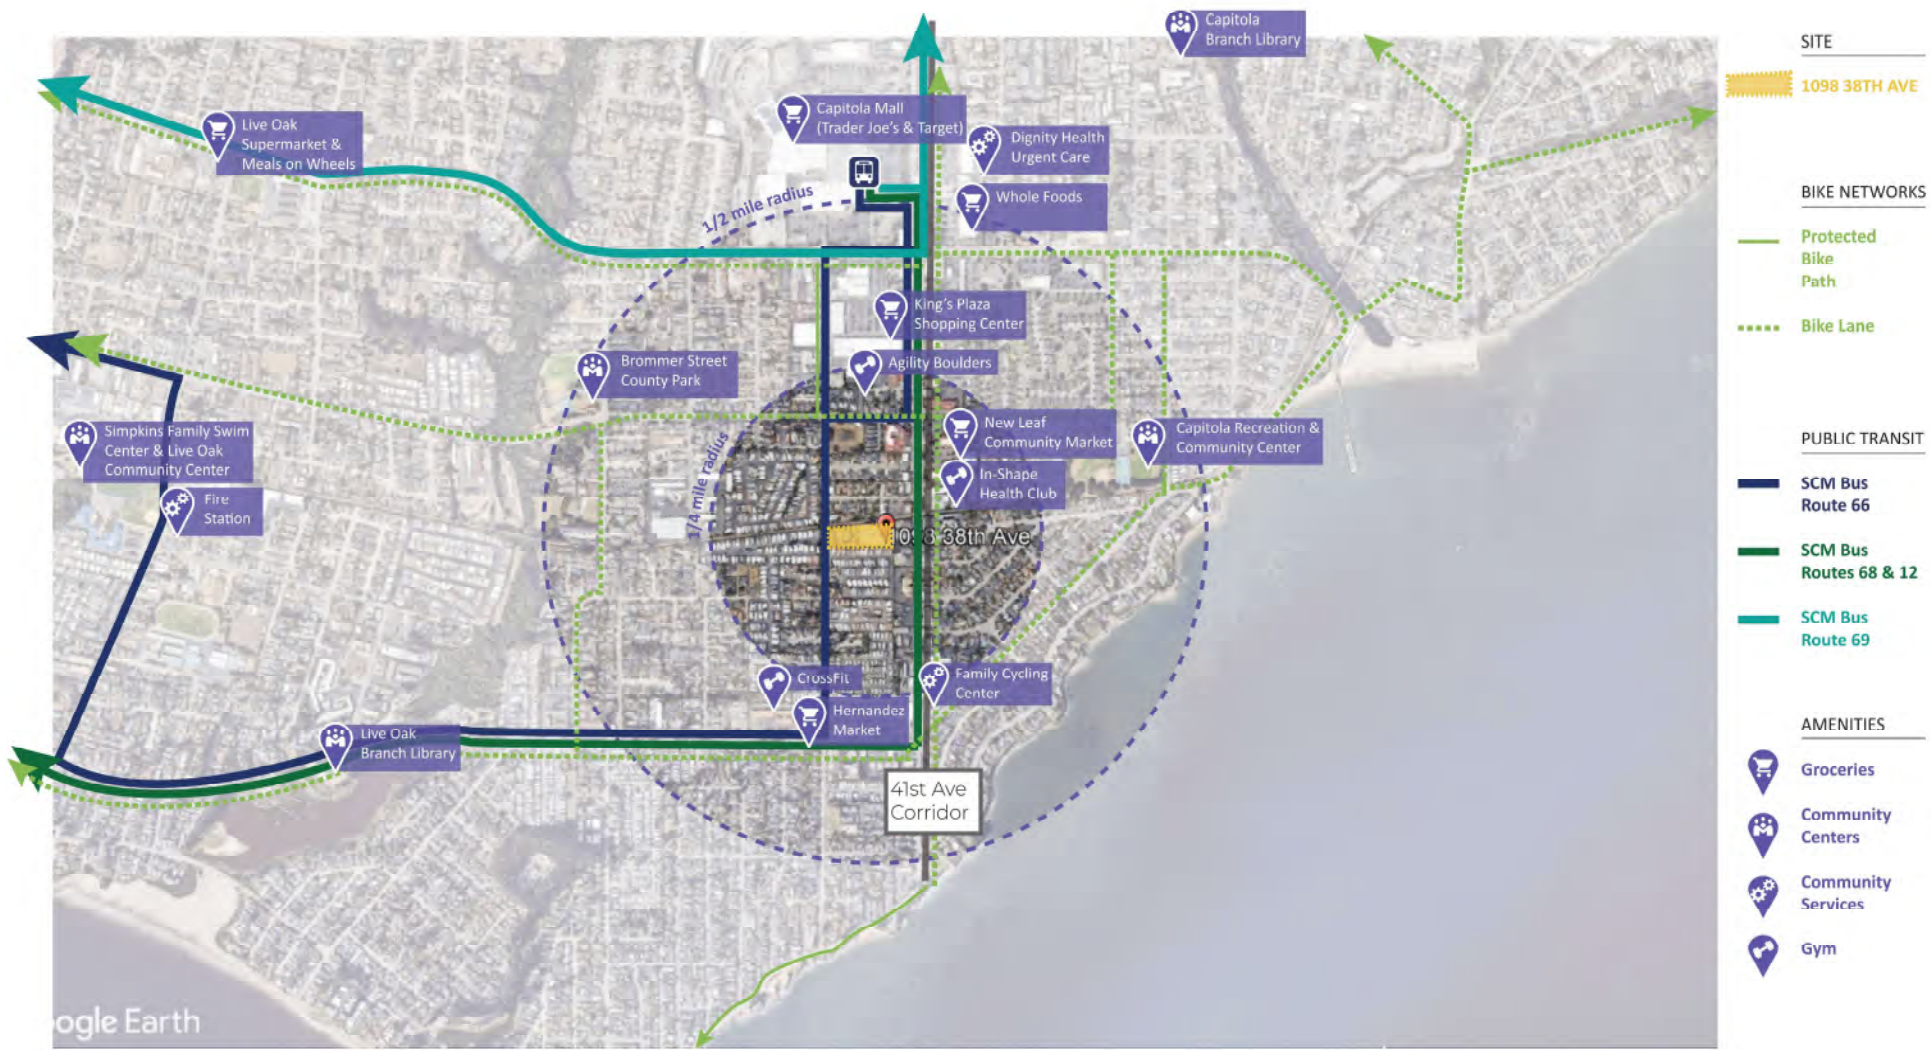 Capitola
Branch Library
Capitola Mall
(Trader Joe's & Target)
Live Oak
Supermarket &
Meals on Wheels
Dignity Health
Urgent Care
Whole Foods
1/2 mile radius
King's Plaza
Shopping Center
Brommer Street
County Park
Agility Boulders
Simpkins Family Swim
Center & Live Oak
Community Center
New Leaf
Community Market
Capitola Recreation &
Community Center
1/4 mile radius
In-Shape
Health Club
Fire
Station
1098 38th Ave
CrossFit
Family Cycling
Center
Hernandez
Market
Live Oak
Branch Library
41st Ave
Corridor
ogle Earth
SITE
1098 38TH AVE
BIKE NETWORKS
Protected
Bike
Path
Bike Lane
PUBLIC TRANSIT
SCM Bus
Route 66
SCM Bus
Routes 68 & 12
SCM Bus
Route 69
AMENITIES
Groceries
Community
Centers
Community
Services
Gym